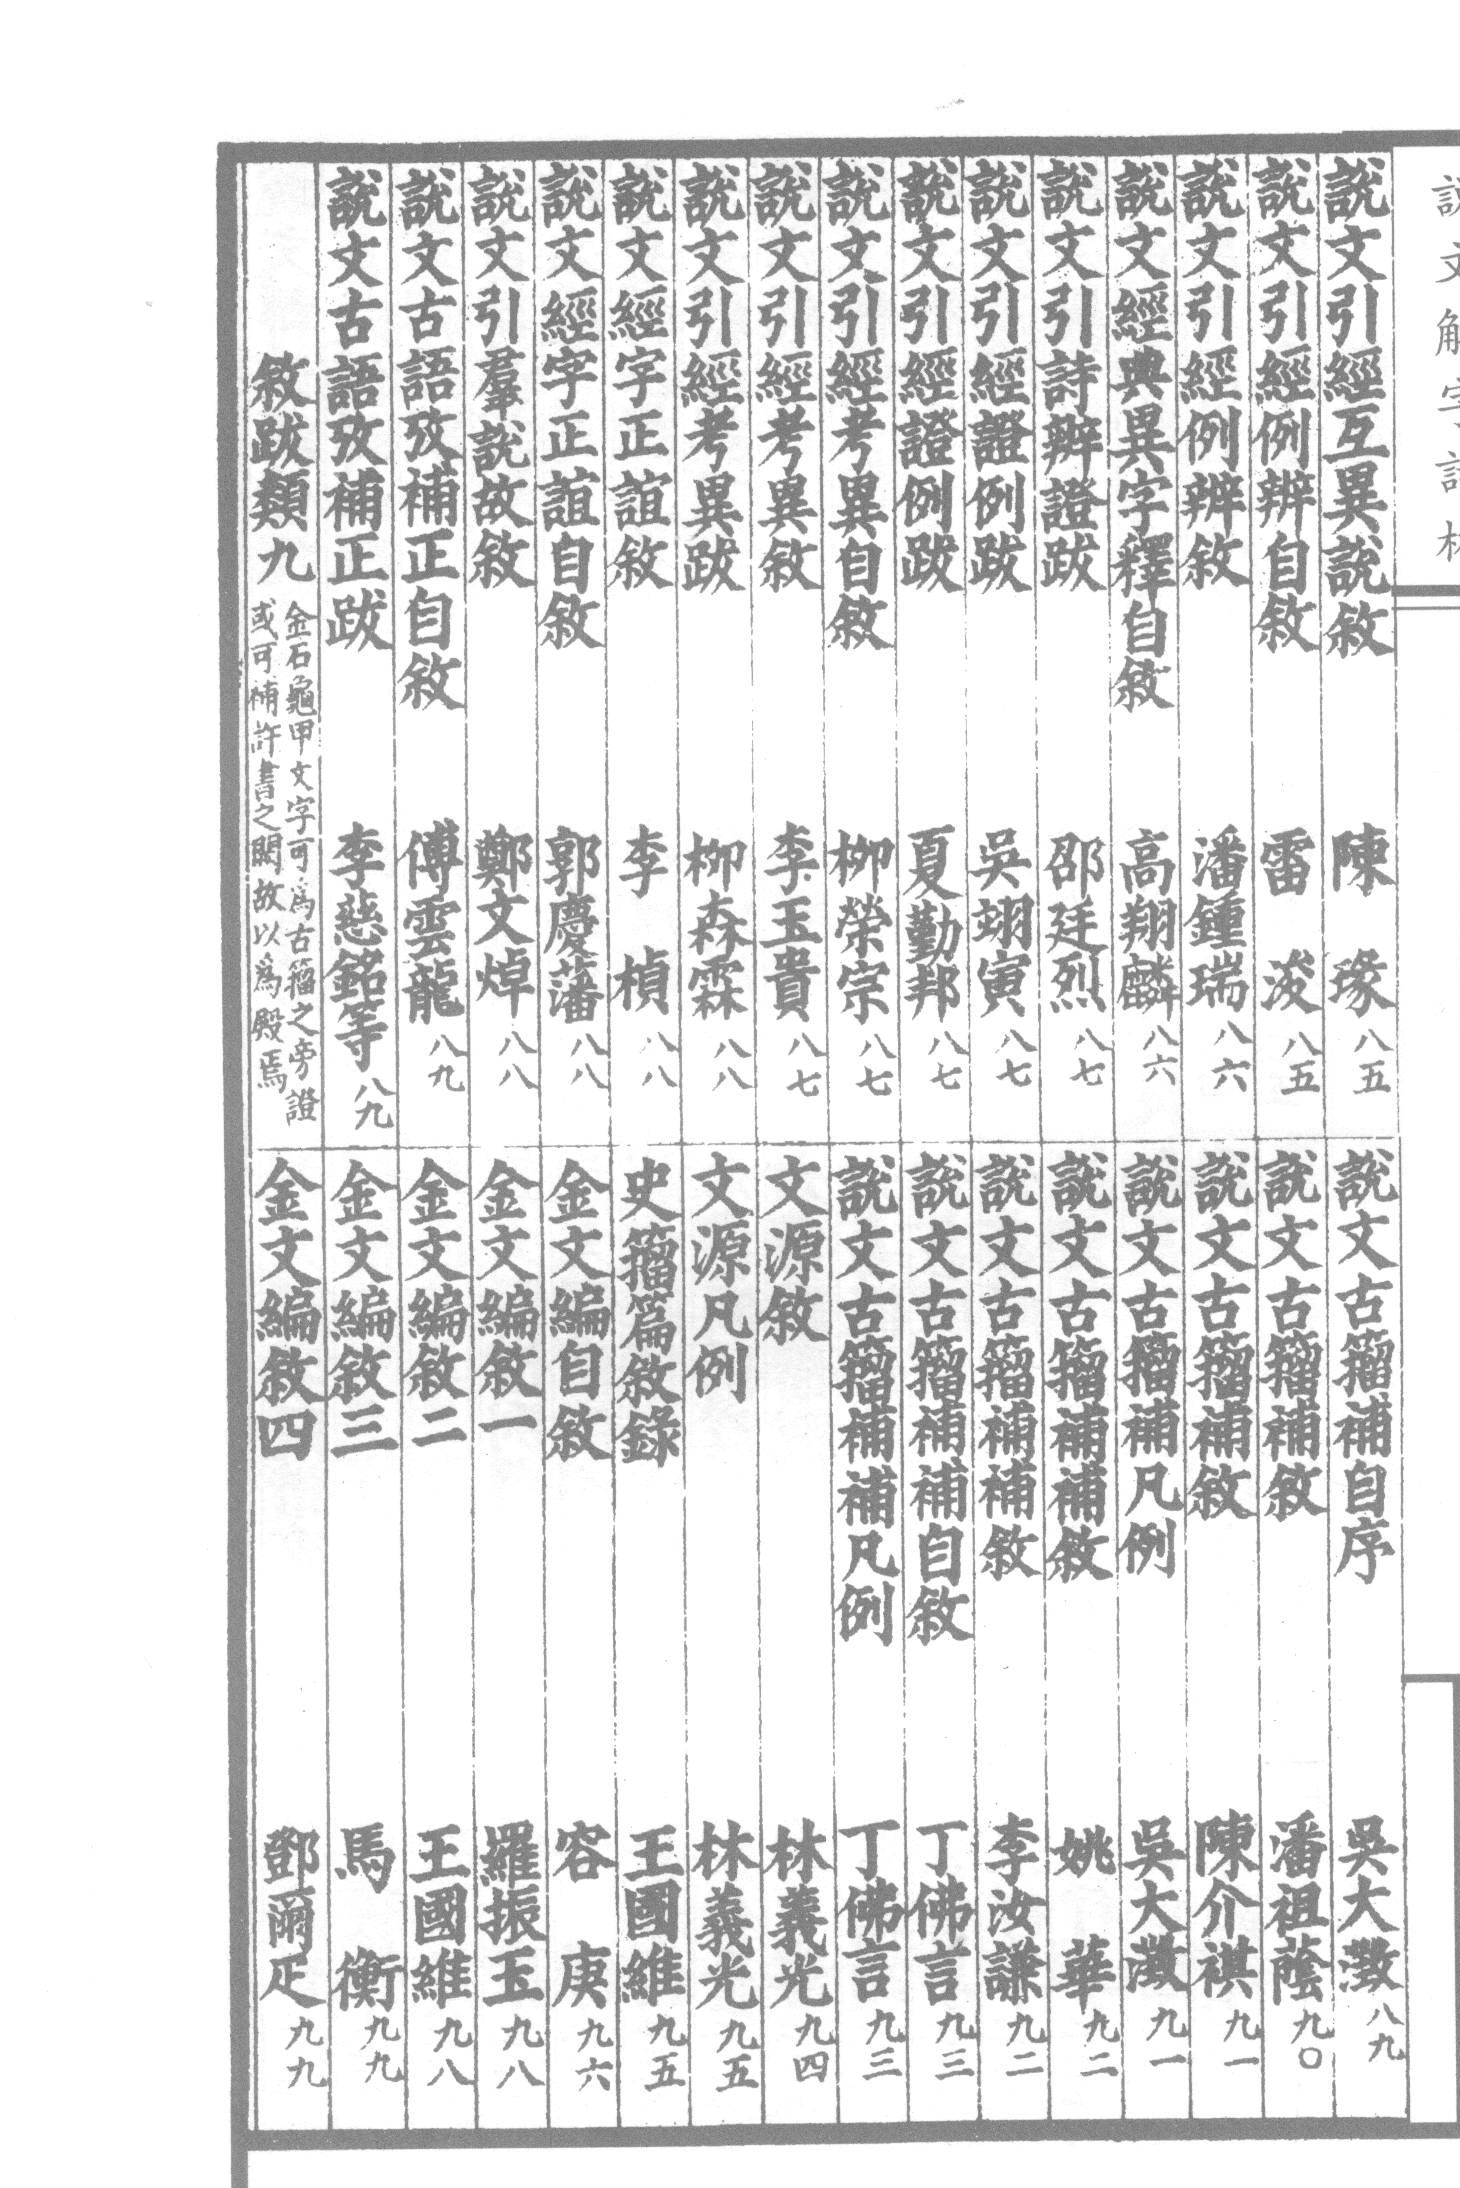 說文解字詁林
說文引經互異說敘　陳瑑　八五
說文引經例辨自敘　雷浚　八五
說文引經例辨敘　潘鍾瑞　八六
說文經典異字釋自敘　高翔麟　八六
說文引詩辨證跋　邵廷烈　八七
說文引經證例跋　吳翊寅　八七
說文引經證例跋　夏勤邦　八七
說文引經考異自敘　柳榮宗　八七
說文引經考異敘　李玉貴　八七
說文引經考異跋　柳森霖　八八
說文經字正誼敘　李楨　八八
說文經字正誼自敘　郭慶藩　八八
說文引羣說故敘　鄭文焯　八八
說文古語攷補正自敘　傅雲龍　八九
說文古語攷補正跋　李慈銘等　八九
敘跋類九　金石龜甲文字可為古籀之旁證
或可補許書之闕故以為殿焉
說文古籀補自序　吳大澂　八九
說文古籀補敘　潘祖蔭　九〇
說文古籀補敘　陳介祺　九一
說文古籀補凡例　吳大澂　九一
說文古籀補補敘　姚華　九二
說文古籀補補敘　李汝謙　九二
說文古籀補補自敘　丁佛言　九三
說文古籀補補凡例　丁佛言　九三
文源敘　林義光　九四
文源凡例　林義光　九五
史籀篇敘錄　王國維　九五
金文編自敘　容庚　九六
金文編敘一　羅振玉　九八
金文編敘二　王國維　九八
金文編敘三　馬衡　九九
金文編敘四　鄧爾疋　九九